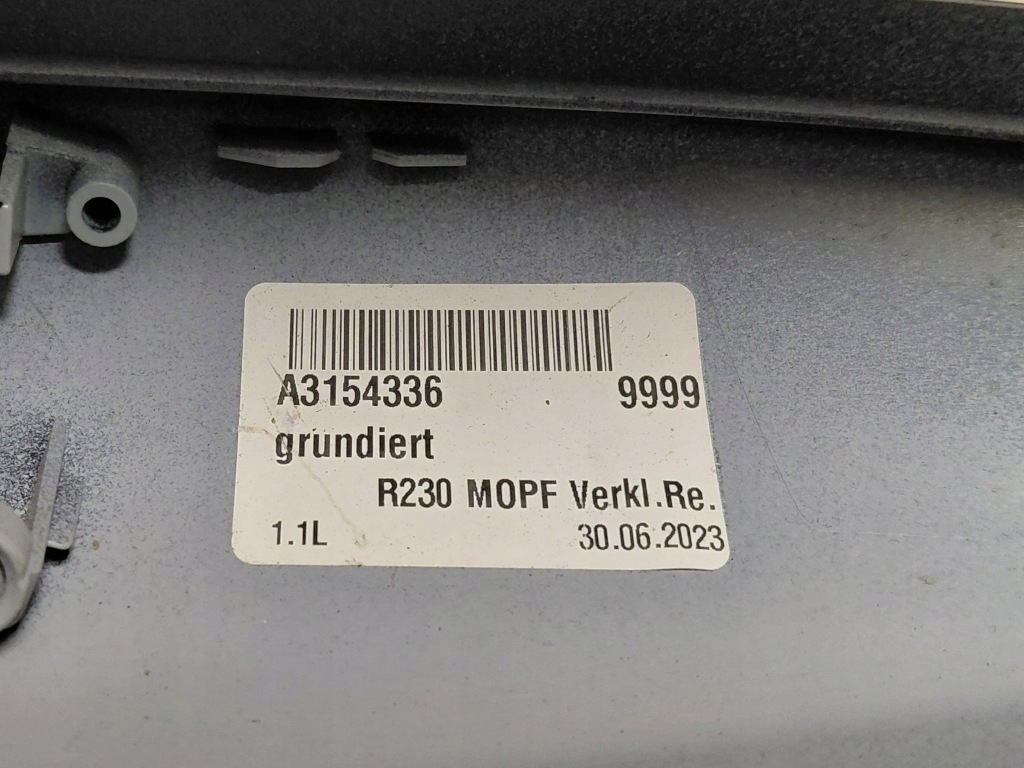 A3154336 9999
grundiert
R230 MOPF Verkl.Re.
1.1L 30.06.2023